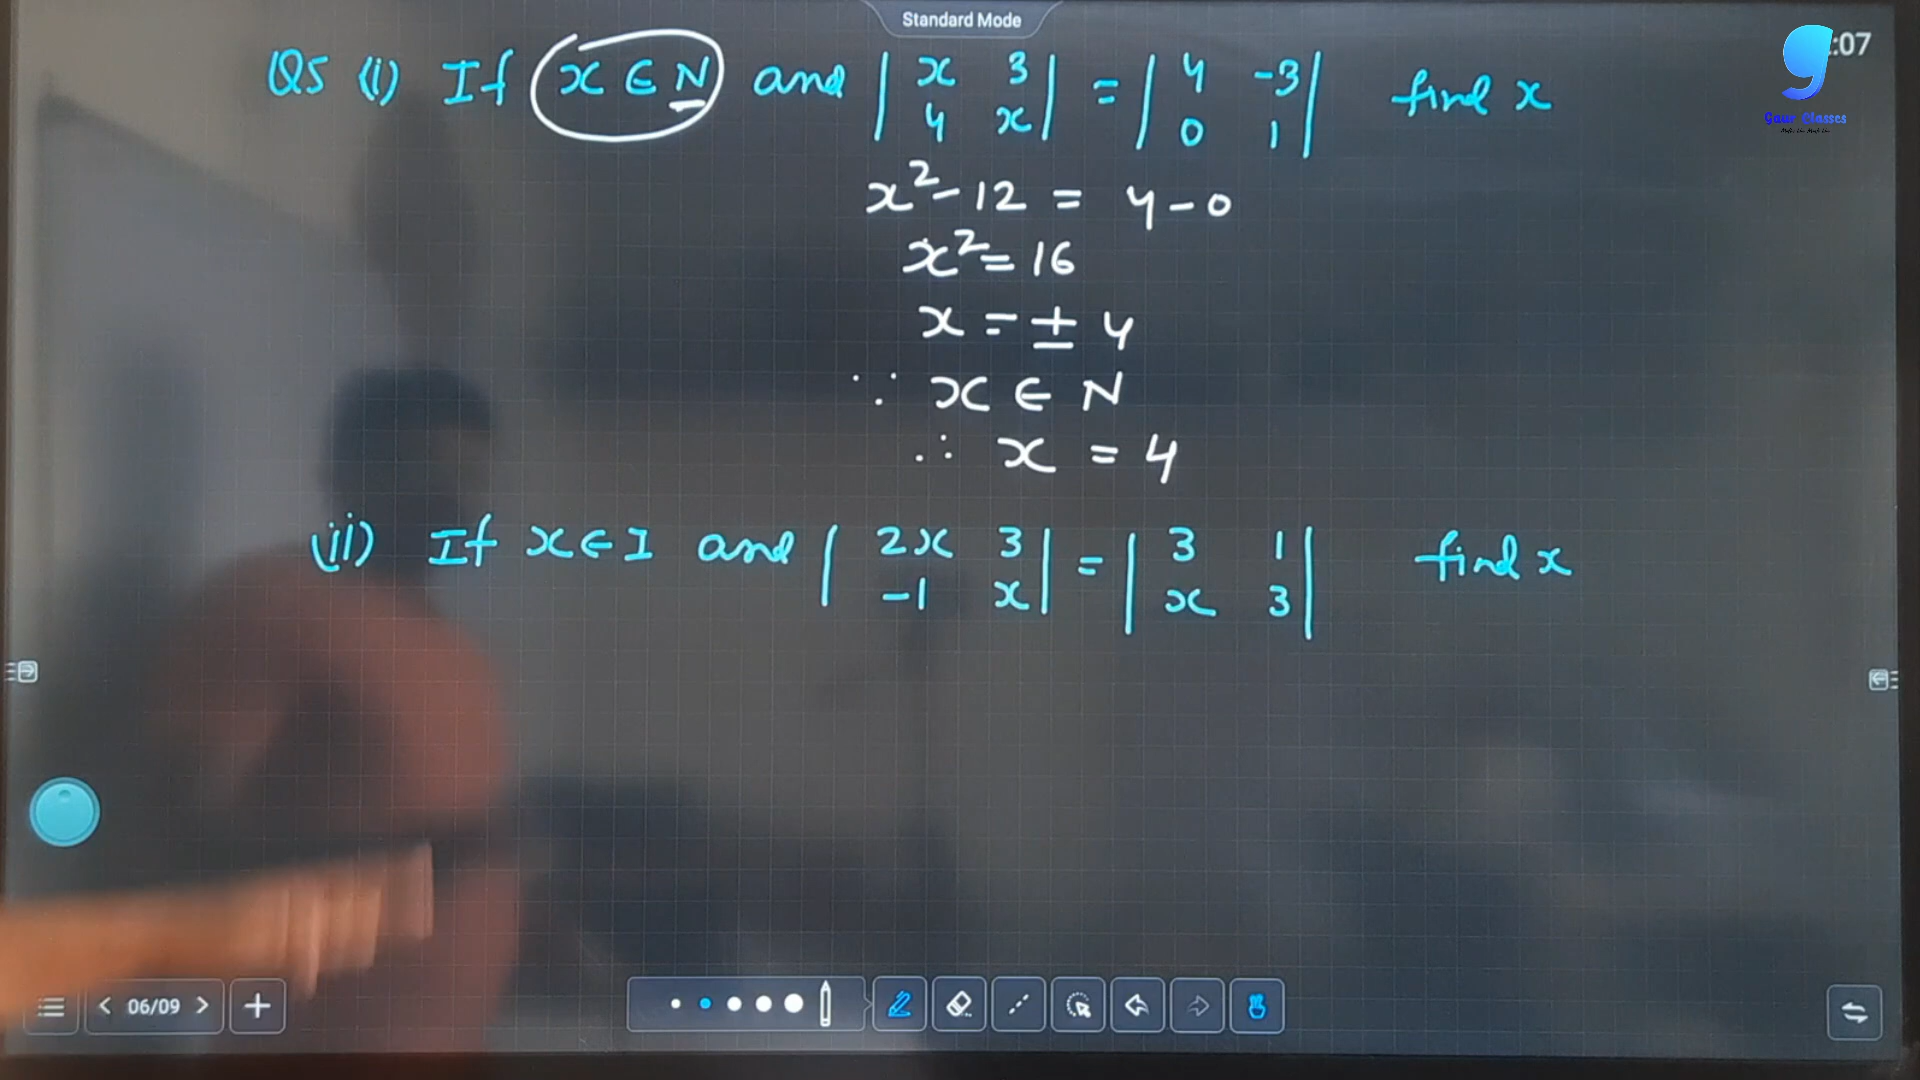 Standard Mode
:07
Gaur Classes
Q5 (i) If x ∈ N and | x 3 | = | 4 -3 | find x
| 4 x | | 0 1 |
x² - 12 = 4 - 0
x² = 16
x = ± 4
∵ x ∈ N
∴ x = 4
(ii) If x ∈ I and | 2x 3 | = | 3 1 | find x
| -1 x | | x 3 |
06/09